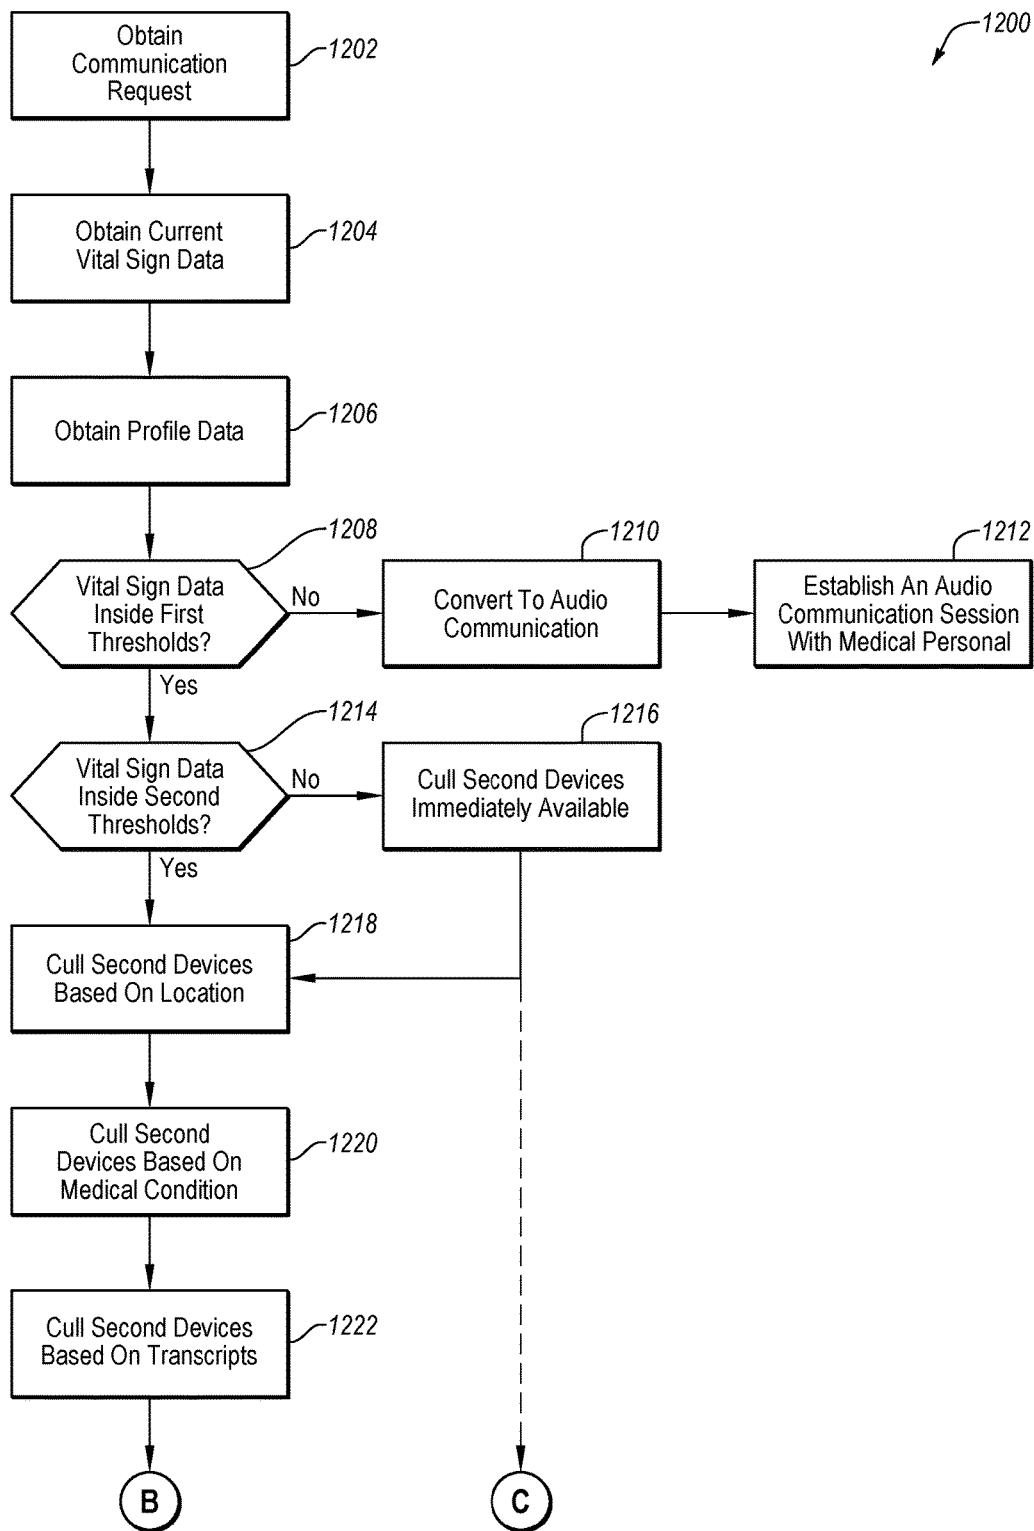 Obtain
Communication
Request
1202
1200
Obtain Current
Vital Sign Data
1204
Obtain Profile Data
1206
Vital Sign Data
Inside First
Thresholds?
1208
No
Yes
Convert To Audio
Communication
1210
Establish An Audio
Communication Session
With Medical Personal
1212
Vital Sign Data
Inside Second
Thresholds?
1214
No
Yes
Cull Second Devices
Immediately Available
1216
Cull Second Devices
Based On Location
1218
Cull Second
Devices Based On
Medical Condition
1220
Cull Second Devices
Based On Transcripts
1222
B
C